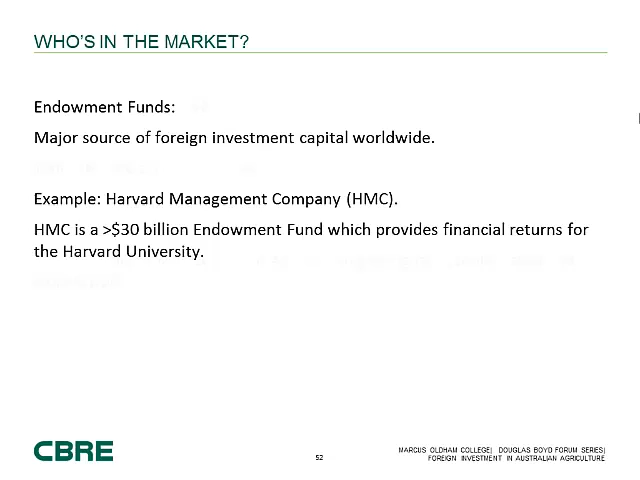 WHO'S IN THE MARKET?
Endowment Funds:
Major source of foreign investment capital worldwide.
Example: Harvard Management Company (HMC).
HMC is a >$30 billion Endowment Fund which provides financial returns for
the Harvard University.
CBRE
52
MARCUS OLDHAM COLLEGE| DOUGLAS BOYD FORUM SERIES|
FOREIGN INVESTMENT IN AUSTRALIAN AGRICULTURE